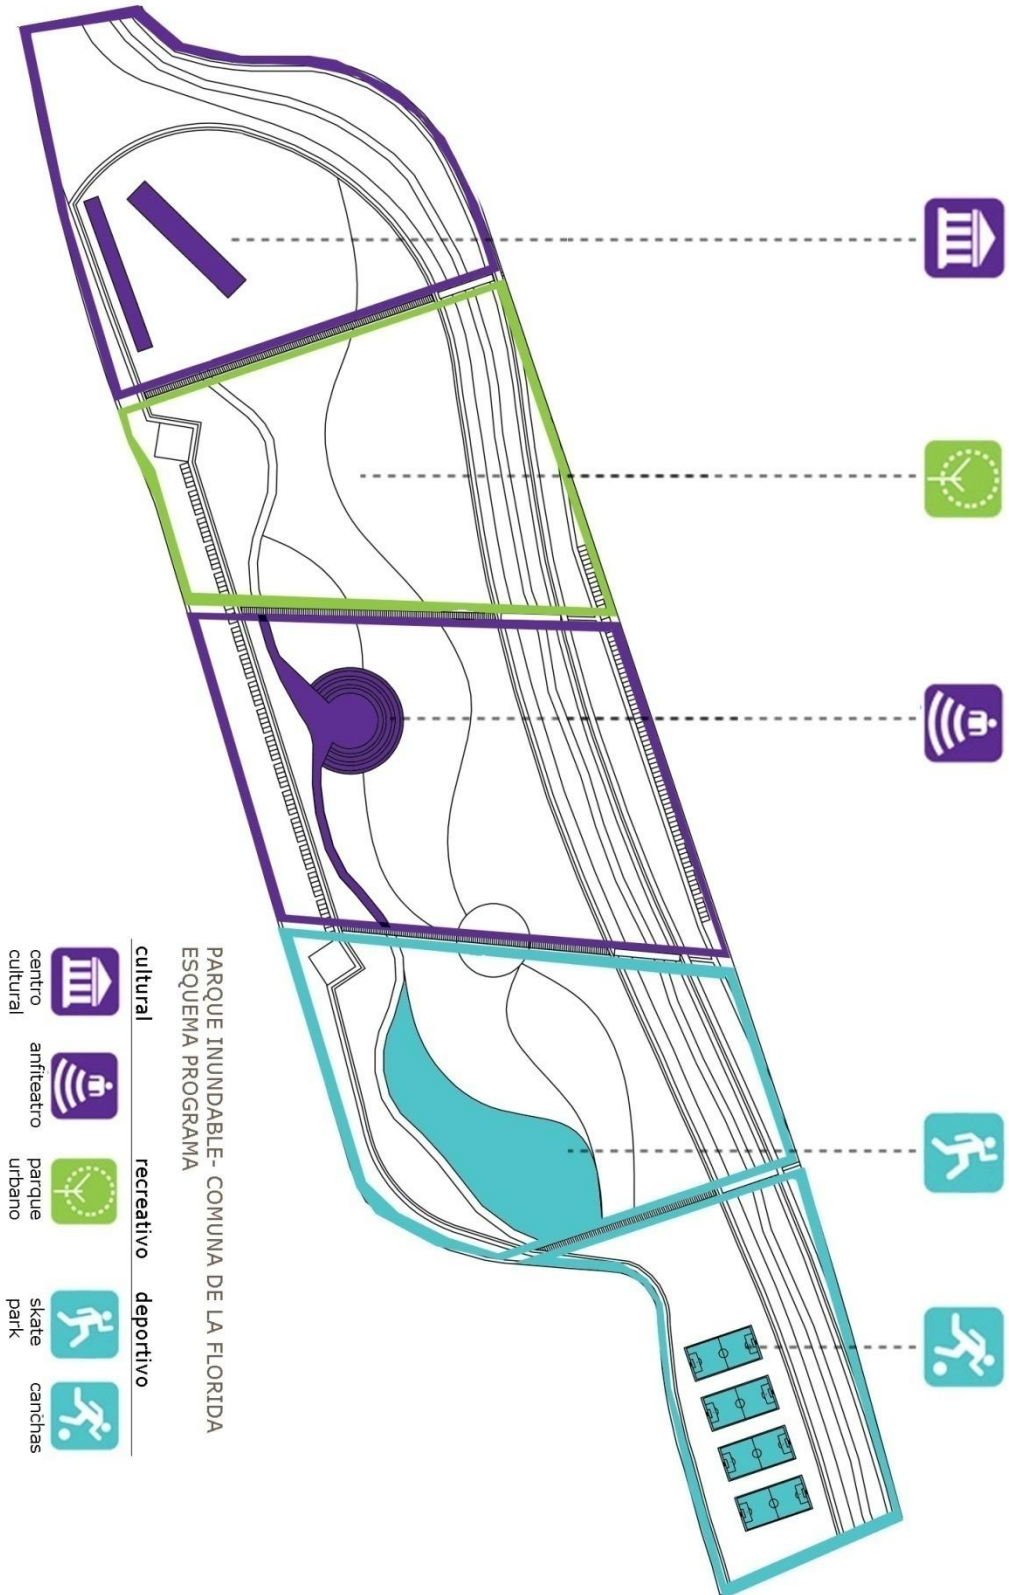 PARQUE INUNDABLE- COMUNA DE LA FLORIDA
ESQUEMA PROGRAMA
cultural
recreativo
deportivo
centro
cultural
anfiteatro
parque
urbano
skate
park
canchas